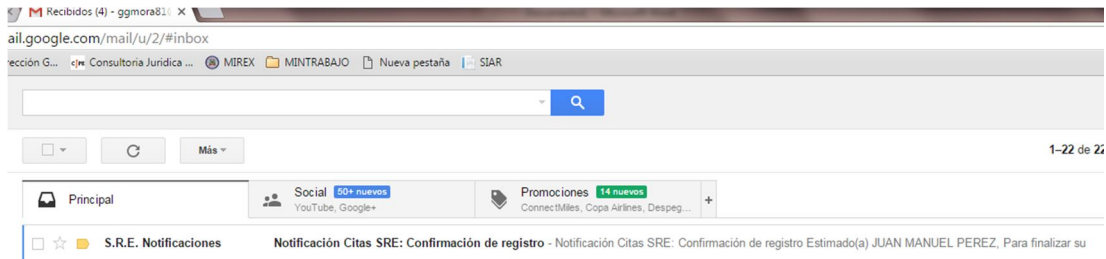 Recibidos (4) - ggmora81
ail.google.com/mail/u/2/#inbox
rección G... c|rs Consultoria Juridica ... MIREX MINTRABAJO Nueva pestaña SIAR
Más
1–22 de 22
Principal
Social 50+ nuevos
YouTube, Google+
Promociones 14 nuevos
ConnectMiles, Copa Airlines, Despeg...
+
S.R.E. Notificaciones Notificación Citas SRE: Confirmación de registro - Notificación Citas SRE: Confirmación de registro Estimado(a) JUAN MANUEL PEREZ, Para finalizar su